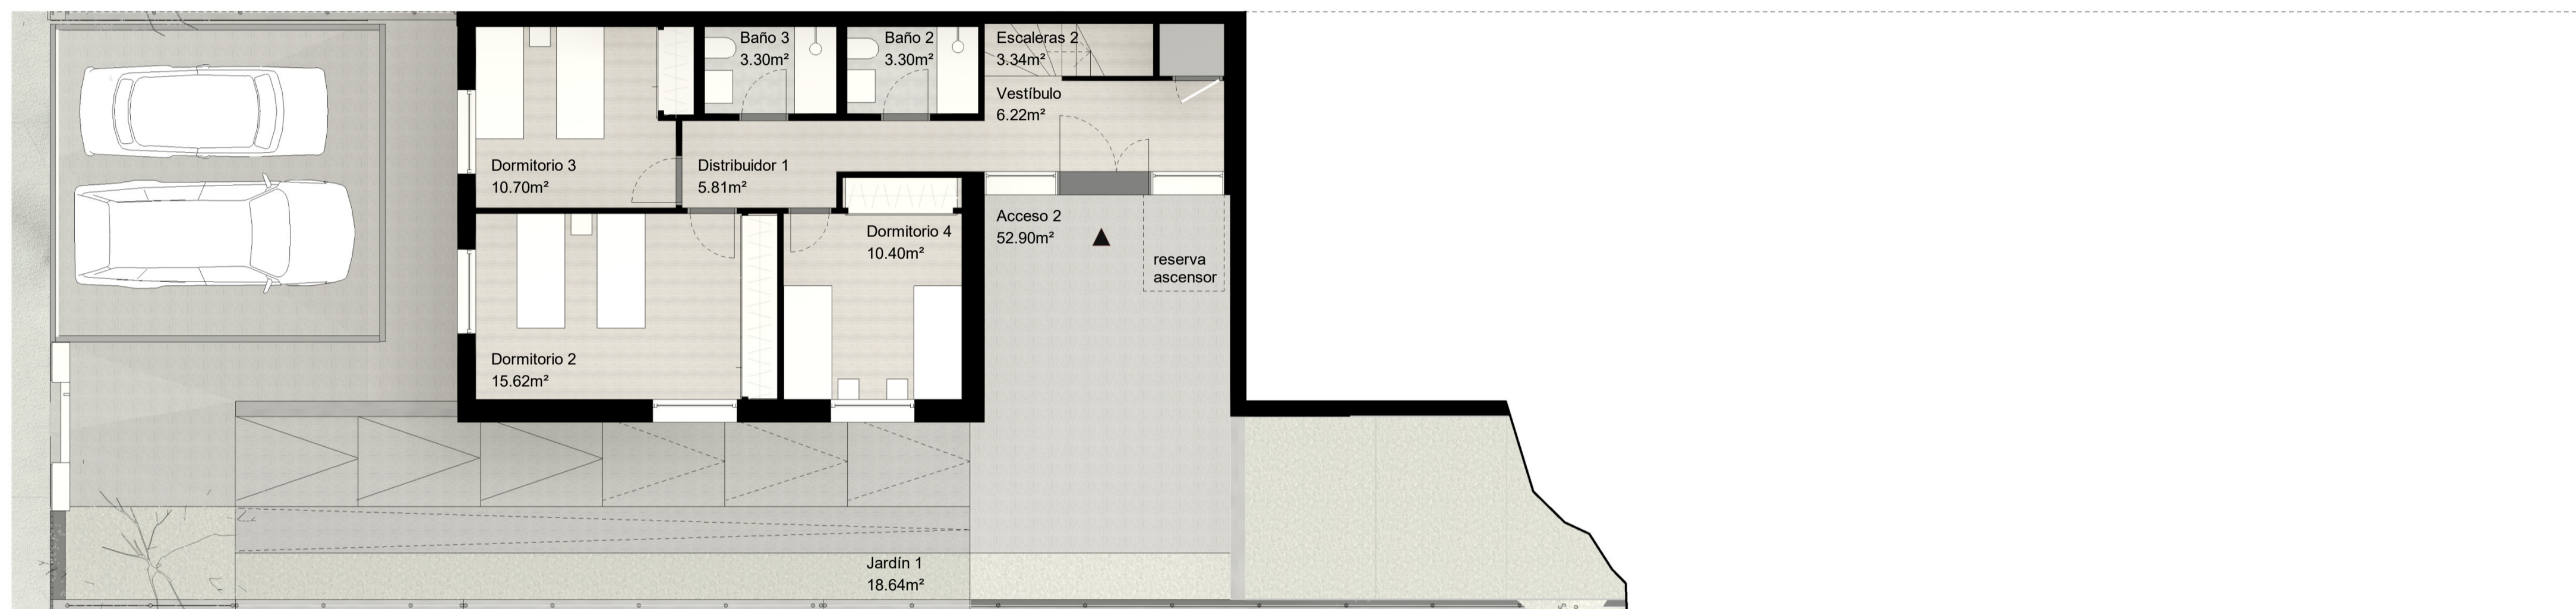 Baño 3
3.30m²
Baño 2
3.30m²
Escaleras 2
3.34m²
Vestíbulo
6.22m²
Dormitorio 3
10.70m²
Distribuidor 1
5.81m²
Acceso 2
52.90m²
Dormitorio 4
10.40m²
reserva
ascensor
Dormitorio 2
15.62m²
Jardín 1
18.64m²